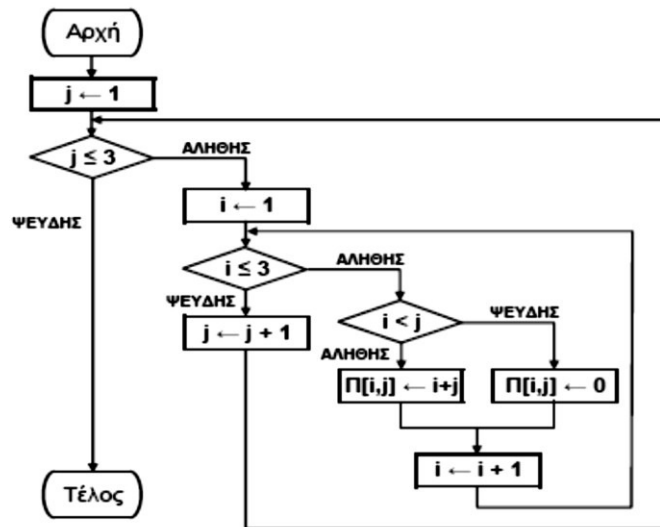 Αρχή
j ← 1
j ≤ 3
ΑΛΗΘΗΣ
ΨΕΥΔΗΣ
i ← 1
i ≤ 3
ΑΛΗΘΗΣ
ΨΕΥΔΗΣ
j ← j + 1
i < j
ΨΕΥΔΗΣ
ΑΛΗΘΗΣ
Π[i,j] ← i+j
Π[i,j] ← 0
i ← i + 1
Τέλος